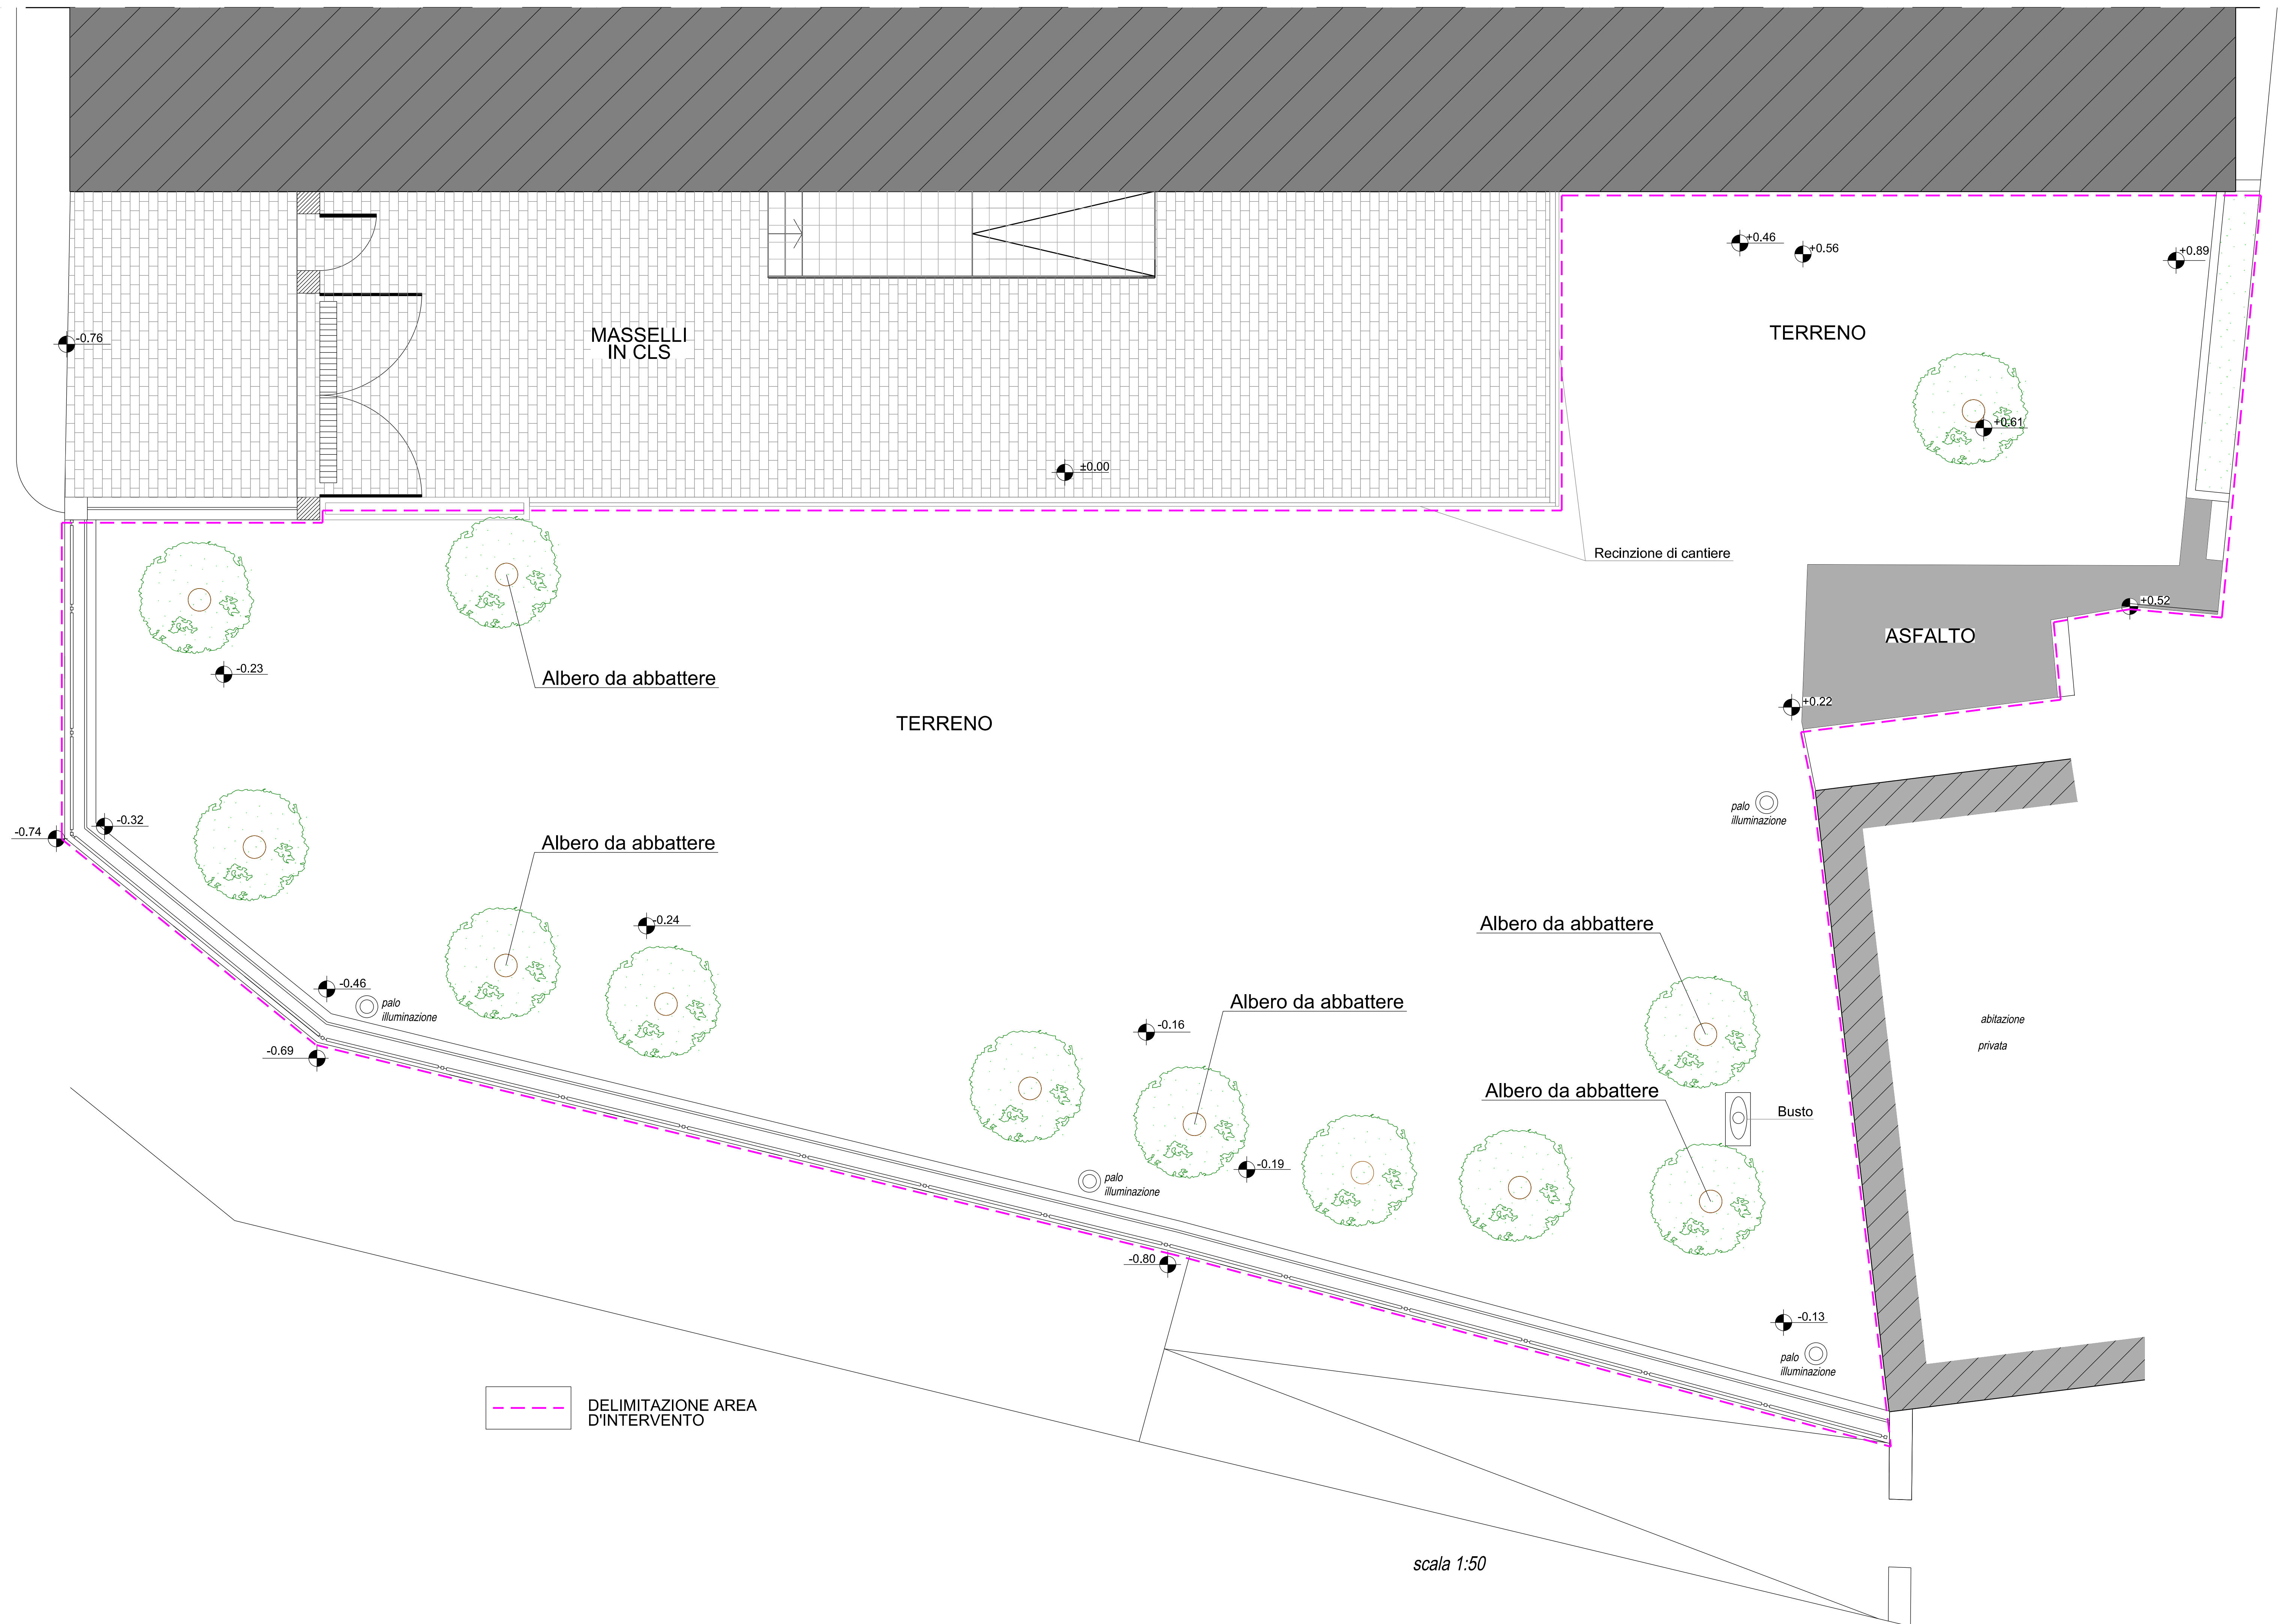 +0.46
+0.56
+0.89
-0.76
MASSELLI
IN CLS
TERRENO
+0.61
±0.00
Recinzione di cantiere
+0.52
ASFALTO
-0.23
Albero da abbattere
TERRENO
+0.22
palo
illuminazione
-0.74
-0.32
Albero da abbattere
-0.24
Albero da abbattere
-0.46
palo
illuminazione
Albero da abbattere
-0.16
abitazione
privata
-0.69
Albero da abbattere
Busto
-0.19
palo
illuminazione
-0.80
-0.13
palo
illuminazione
DELIMITAZIONE AREA
D'INTERVENTO
scala 1:50